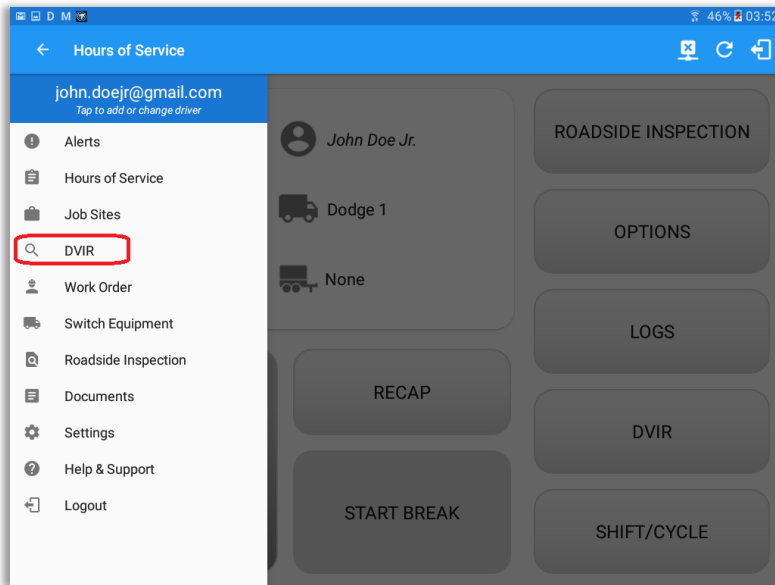 D M 46% 03:52
Hours of Service
john.doejr@gmail.com
Tap to add or change driver
Alerts
Hours of Service
Job Sites
DVIR
Work Order
Switch Equipment
Roadside Inspection
Documents
Settings
Help & Support
Logout
John Doe Jr.
Dodge 1
None
RECAP
START BREAK
ROADSIDE INSPECTION
OPTIONS
LOGS
DVIR
SHIFT/CYCLE